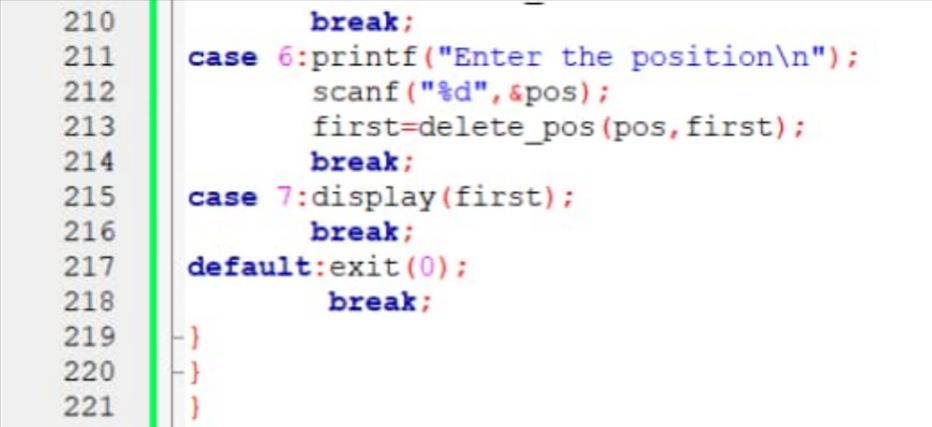 210 break;
211 case 6:printf("Enter the position\n");
212 scanf("%d",&pos);
213 first=delete_pos(pos,first);
214 break;
215 case 7:display(first);
216 break;
217 default:exit(0);
218 break;
219 }
220 }
221 }